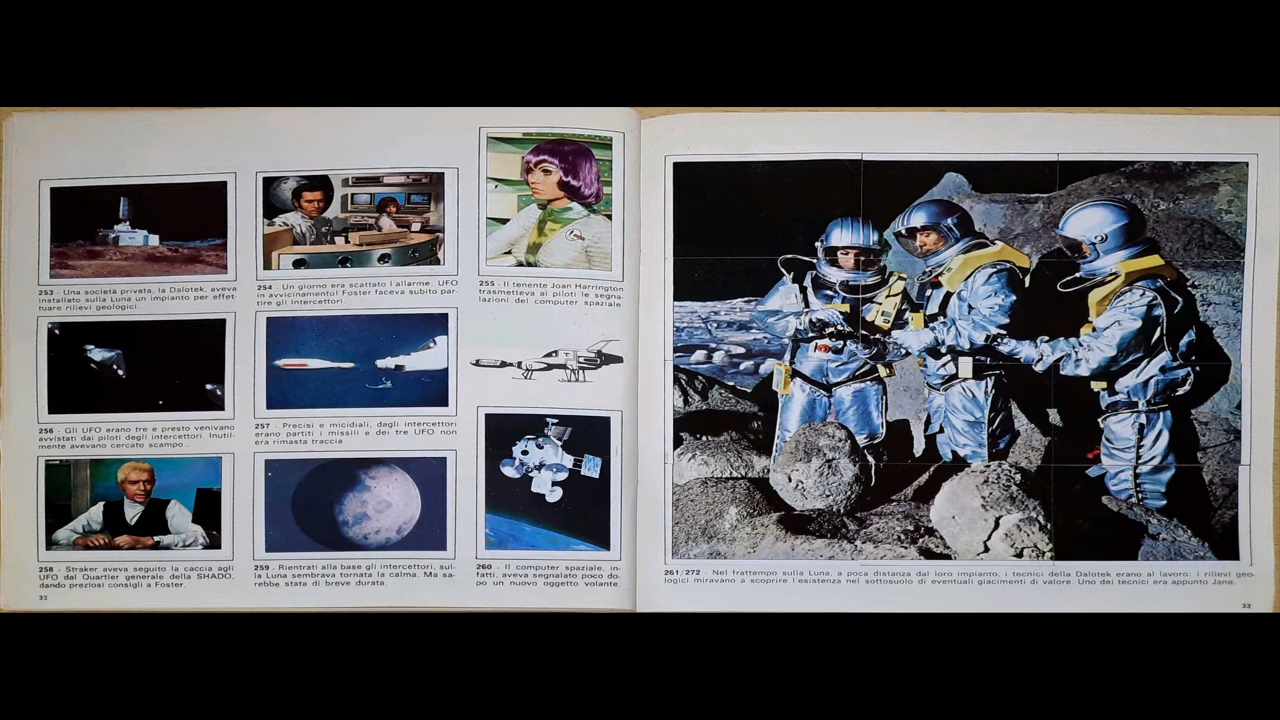 253 - Una società privata, la Dalotek, aveva
installato sulla Luna un impianto per effet-
tuare rilievi geologici.
254 - Un giorno era scattato l'allarme: UFO
in avvicinamento! Foster faceva subito par-
tire gli intercettori.
255 - Il tenente Joan Harrington
trasmetteva ai piloti le segna-
lazioni del computer spaziale.
256 - Gli UFO erano tre e presto venivano
avvistati dai piloti degli intercettori. Inutil-
mente avevano cercato scampo...
257 - Precisi e micidiali, dagli intercettori
erano partiti i missili e dei tre UFO non
era rimasta traccia
258 - Straker aveva seguito la caccia agli
UFO dal Quartier generale della SHADO,
dando preziosi consigli a Foster.
259 - Rientrati alla base gli intercettori, sul-
la Luna sembrava tornata la calma. Ma sa-
rebbe stata di breve durata.
260 - Il computer spaziale, in-
fatti, aveva segnalato poco do-
po un nuovo oggetto volante.
32
261/272 - Nel frattempo sulla Luna, a poca distanza dal loro impianto, i tecnici della Dalotek erano al lavoro: i rilievi geo-
logici miravano a scoprire l'esistenza nel sottosuolo di eventuali giacimenti di valore. Uno dei tecnici era appunto Jane.
33